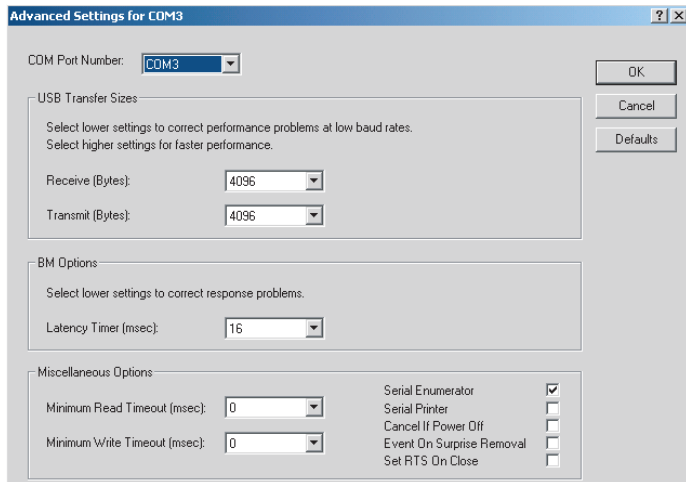 Advanced Settings for COM3
COM Port Number: COM3
OK
Cancel
Defaults
USB Transfer Sizes
Select lower settings to correct performance problems at low baud rates.
Select higher settings for faster performance.
Receive (Bytes): 4096
Transmit (Bytes): 4096
BM Options
Select lower settings to correct response problems.
Latency Timer (msec): 16
Miscellaneous Options
Minimum Read Timeout (msec): 0
Minimum Write Timeout (msec): 0
Serial Enumerator
Serial Printer
Cancel If Power Off
Event On Surprise Removal
Set RTS On Close